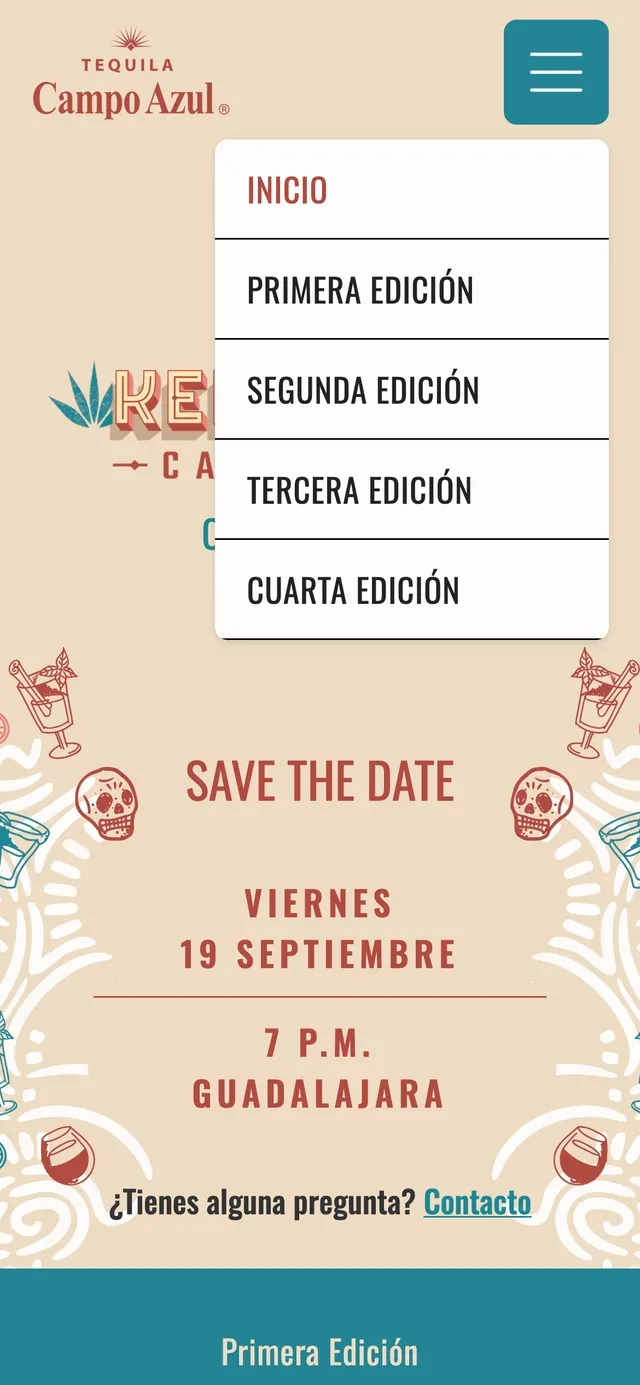 TEQUILA
Campo Azul®
INICIO
PRIMERA EDICIÓN
SEGUNDA EDICIÓN
TERCERA EDICIÓN
CUARTA EDICIÓN
SAVE THE DATE
VIERNES
19 SEPTIEMBRE
7 P.M.
GUADALAJARA
¿Tienes alguna pregunta? Contacto
Primera Edición